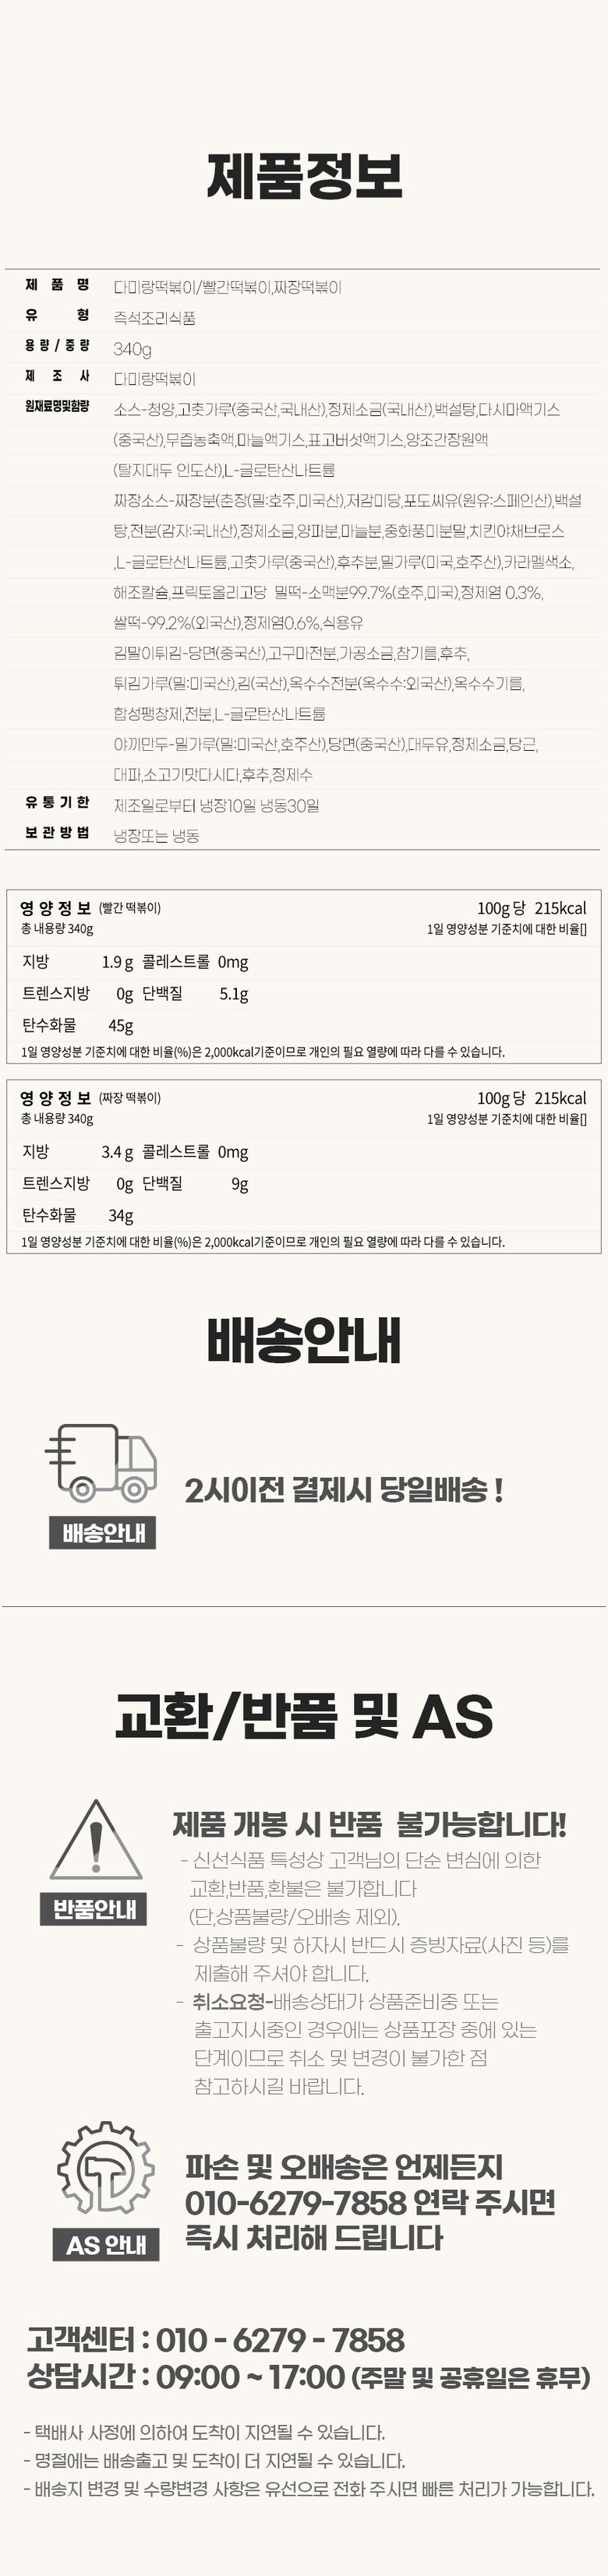 제품정보
제 품 명 다미랑떡볶이/빨간떡볶이,짜장떡볶이
유 형 즉석조리식품
용 량 / 중 량 340g
제 조 사 다미랑떡볶이
원재료명및함량 소스-청양,고춧가루(중국산,국내산),정제소금(국내산),백설탕,다시마액기스
(중국산),무즙농축액,마늘액기스,표고버섯액기스,양조간장원액
(탈지대두 인도산),L-글로탄산나트륨
짜장소스-짜장분(춘장(밀:호주,미국산),저감미당,포도씨유(원유:스페인산),백설
탕,전분(감자:국내산),정제소금,양파분,마늘분,중화풍미분말,치킨야채브로스
,L-글로탄산나트륨,고춧가루(중국산),후추분,밀가루(미국,호주산),카라멜색소,
해조칼슘,프락토올리고당 밀떡-소맥분99.7%(호주,미국),정제염 0.3%,
쌀떡-99.2%(외국산),정제염0.6%,식용유
김말이튀김-당면(중국산),고구마전분,가공소금,참기름,후추,
튀김가루(밀:미국산),김(국산),옥수수전분(옥수수:외국산),옥수수기름,
합성팽창제,전분,L-글로탄산나트륨
야끼만두-밀가루(밀:미국산,호주산),당면(중국산),대두유,정제소금,당근,
대파,소고기맛다시다,후추,정제수
유 통 기 한 제조일로부터 냉장10일 냉동30일
보 관 방 법 냉장또는 냉동
영 양 정 보 (빨간 떡볶이) 100g당 215kcal
총 내용량 340g 1일 영양성분 기준치에 대한 비율[]
지방 1.9 g 콜레스트롤 0mg
트렌스지방 0g 단백질 5.1g
탄수화물 45g
1일 영양성분 기준치에 대한 비율(%)은 2,000kcal기준이므로 개인의 필요 열량에 따라 다를 수 있습니다.
영 양 정 보 (짜장 떡볶이) 100g당 215kcal
총 내용량 340g 1일 영양성분 기준치에 대한 비율[]
지방 3.4 g 콜레스트롤 0mg
트렌스지방 0g 단백질 9g
탄수화물 34g
1일 영양성분 기준치에 대한 비율(%)은 2,000kcal기준이므로 개인의 필요 열량에 따라 다를 수 있습니다.
배송안내
2시이전 결제시 당일배송 !
배송안내
교환/반품 및 AS
제품 개봉 시 반품 불가능합니다!
- 신선식품 특성상 고객님의 단순 변심에 의한
교환,반품,환불은 불가합니다
(단,상품불량/오배송 제외).
반품안내
- 상품불량 및 하자시 반드시 증빙자료(사진 등)를
제출해 주셔야 합니다.
- 취소요청-배송상태가 상품준비중 또는
출고지시중인 경우에는 상품포장 중에 있는
단계이므로 취소 및 변경이 불가한 점
참고하시길 바랍니다.
파손 및 오배송은 언제든지
010-6279-7858 연락 주시면
즉시 처리해 드립니다
AS 안내
고객센터 : 010 - 6279 - 7858
상담시간 : 09:00 ~ 17:00 (주말 및 공휴일은 휴무)
- 택배사 사정에 의하여 도착이 지연될 수 있습니다.
- 명절에는 배송출고 및 도착이 더 지연될 수 있습니다.
- 배송지 변경 및 수량변경 사항은 유선으로 전화 주시면 빠른 처리가 가능합니다.